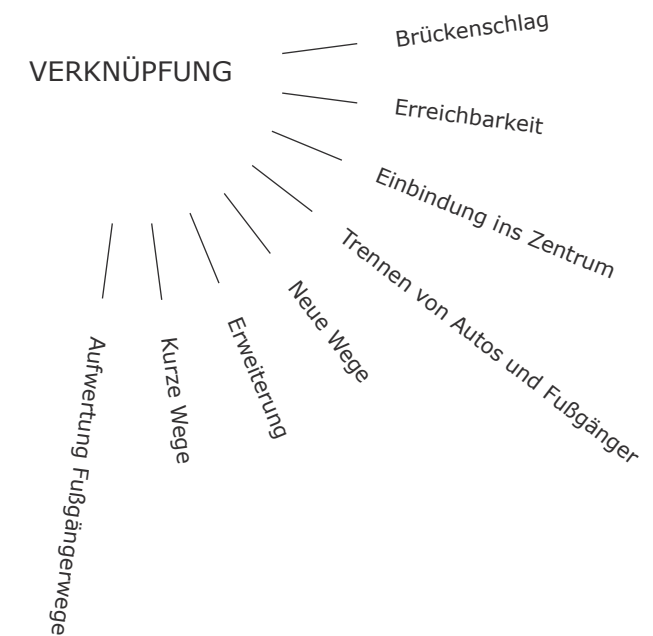 VERKNÜPFUNG
Brückenschlag
Erreichbarkeit
Einbindung ins Zentrum
Trennen von Autos und Fußgänger
Neue Wege
Erweiterung
Kurze Wege
Aufwertung Fußgängerwege